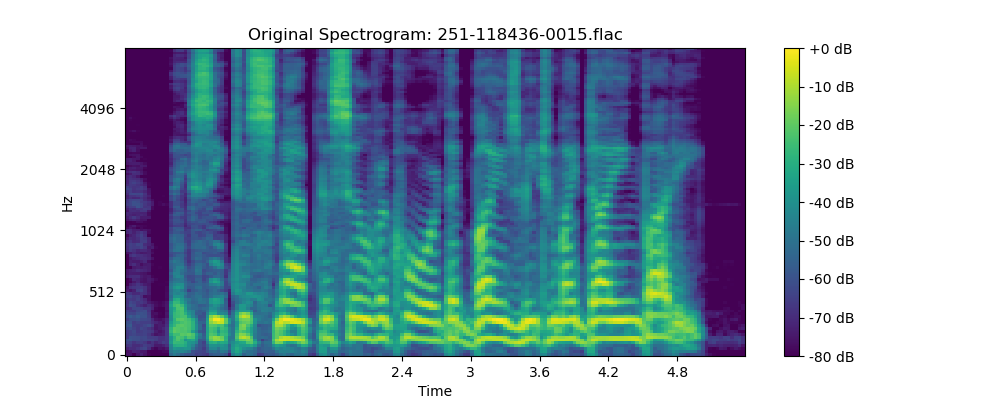 Original Spectrogram: 251-118436-0015.flac
Hz
4096
2048
1024
512
0
0 0.6 1.2 1.8 2.4 3 3.6 4.2 4.8
Time
+0 dB
-10 dB
-20 dB
-30 dB
-40 dB
-50 dB
-60 dB
-70 dB
-80 dB